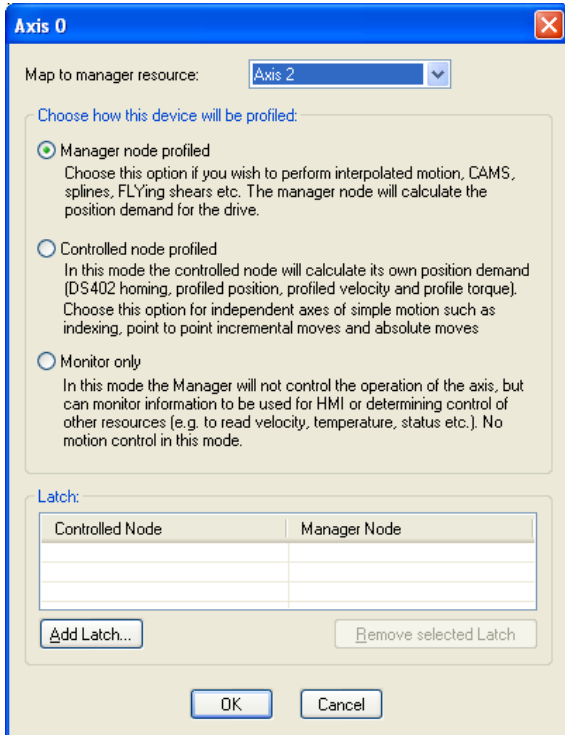 Axis 0
Map to manager resource: Axis 2
Choose how this device will be profiled:
Manager node profiled
Choose this option if you wish to perform interpolated motion, CAMS,
splines, FLYing shears etc. The manager node will calculate the
position demand for the drive.
Controlled node profiled
In this mode the controlled node will calculate its own position demand
(DS402 homing, profiled position, profiled velocity and profile torque).
Choose this option for independent axes of simple motion such as
indexing, point to point incremental moves and absolute moves
Monitor only
In this mode the Manager will not control the operation of the axis, but
can monitor information to be used for HMI or determining control of
other resources (e.g. to read velocity, temperature, status etc.). No
motion control in this mode.
Latch:
Controlled Node Manager Node
Add Latch... Remove selected Latch
OK Cancel